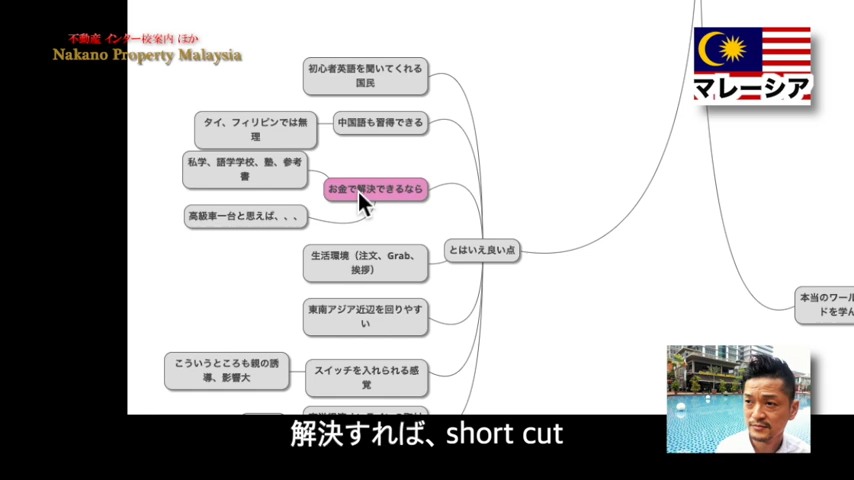 不動産 インター校案内 ほか
Nakano Property Malaysia
マレーシア
初心者英語を聞いてくれる
国民
タイ、フィリピンでは無
理
中国語も習得できる
私学、語学学校、塾、参考
書
お金で解決できるなら
高級車一台と思えば、、、
とはいえ良い点
生活環境（注文、Grab、
挨拶）
東南アジア近辺を回りやす
い
本当のワール
ドを学ん
こういうところも親の誘
導、影響大
スイッチを入れられる感
覚
解決すれば、short cut